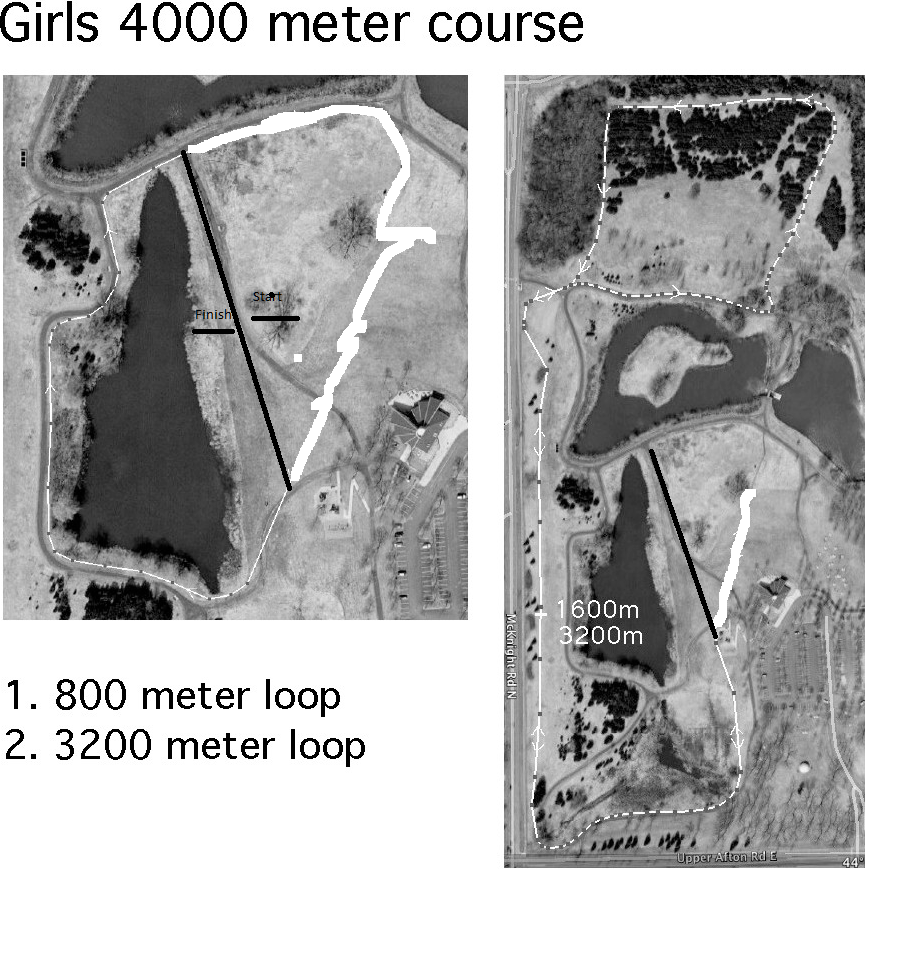 Girls 4000 meter course
Start
Finish
1600m
3200m
McKnight Rd N
Upper Afton Rd E
44°
1. 800 meter loop
2. 3200 meter loop